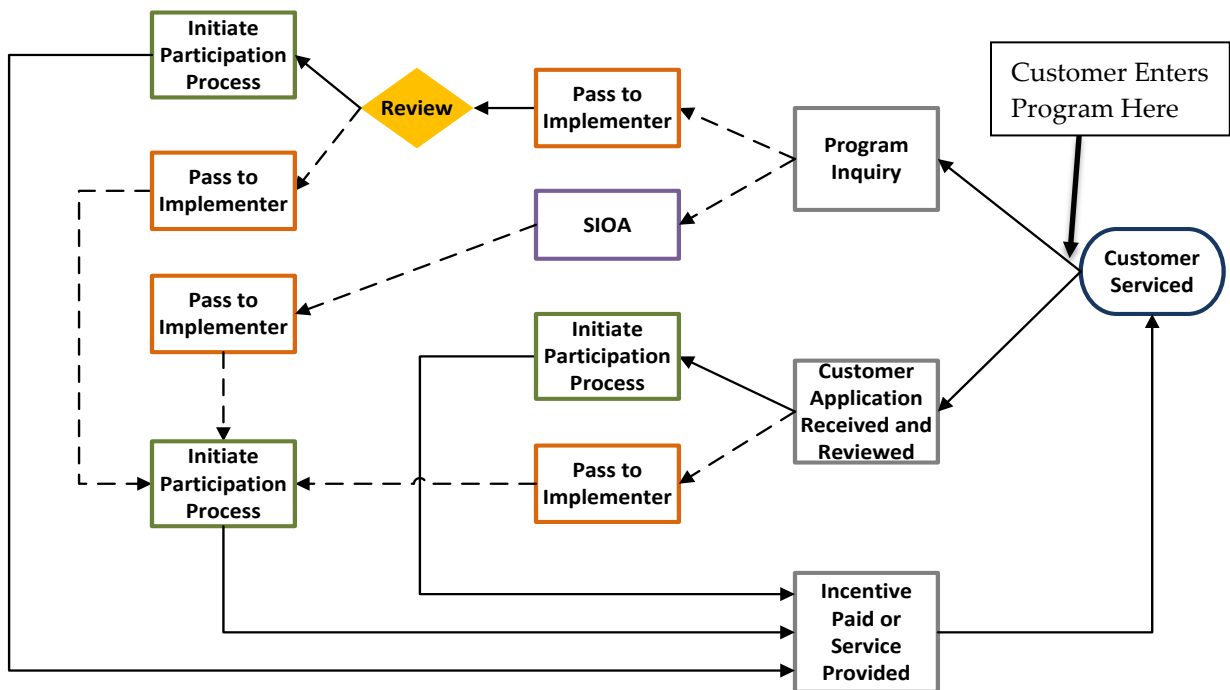 Initiate
Participation
Process
Review
Pass to
Implementer
Program
Inquiry
Customer Enters
Program Here
Pass to
Implementer
SIOA
Customer
Serviced
Pass to
Implementer
Initiate
Participation
Process
Customer
Application
Received and
Reviewed
Initiate
Participation
Process
Pass to
Implementer
Incentive
Paid or
Service
Provided